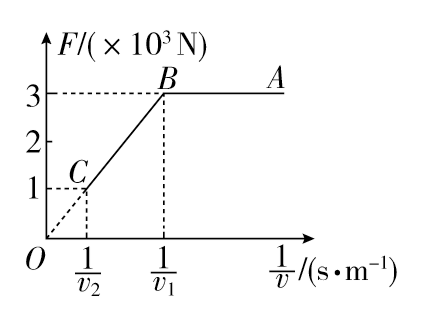 F/(×10³ N)
B A
3
2
C
1
O 1/v₂ 1/v₁ 1/v/(s·m⁻¹)